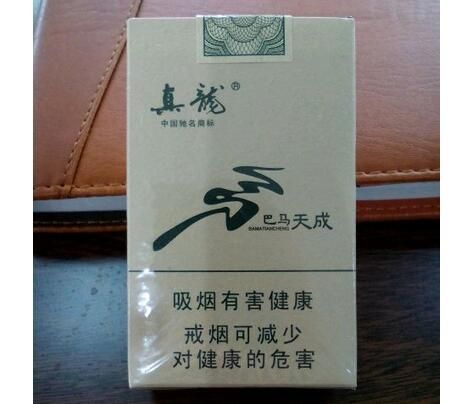 真龍®
中国驰名商标
巴马天成
BAMATIANCHENG
吸烟有害健康
戒烟可减少
对健康的危害